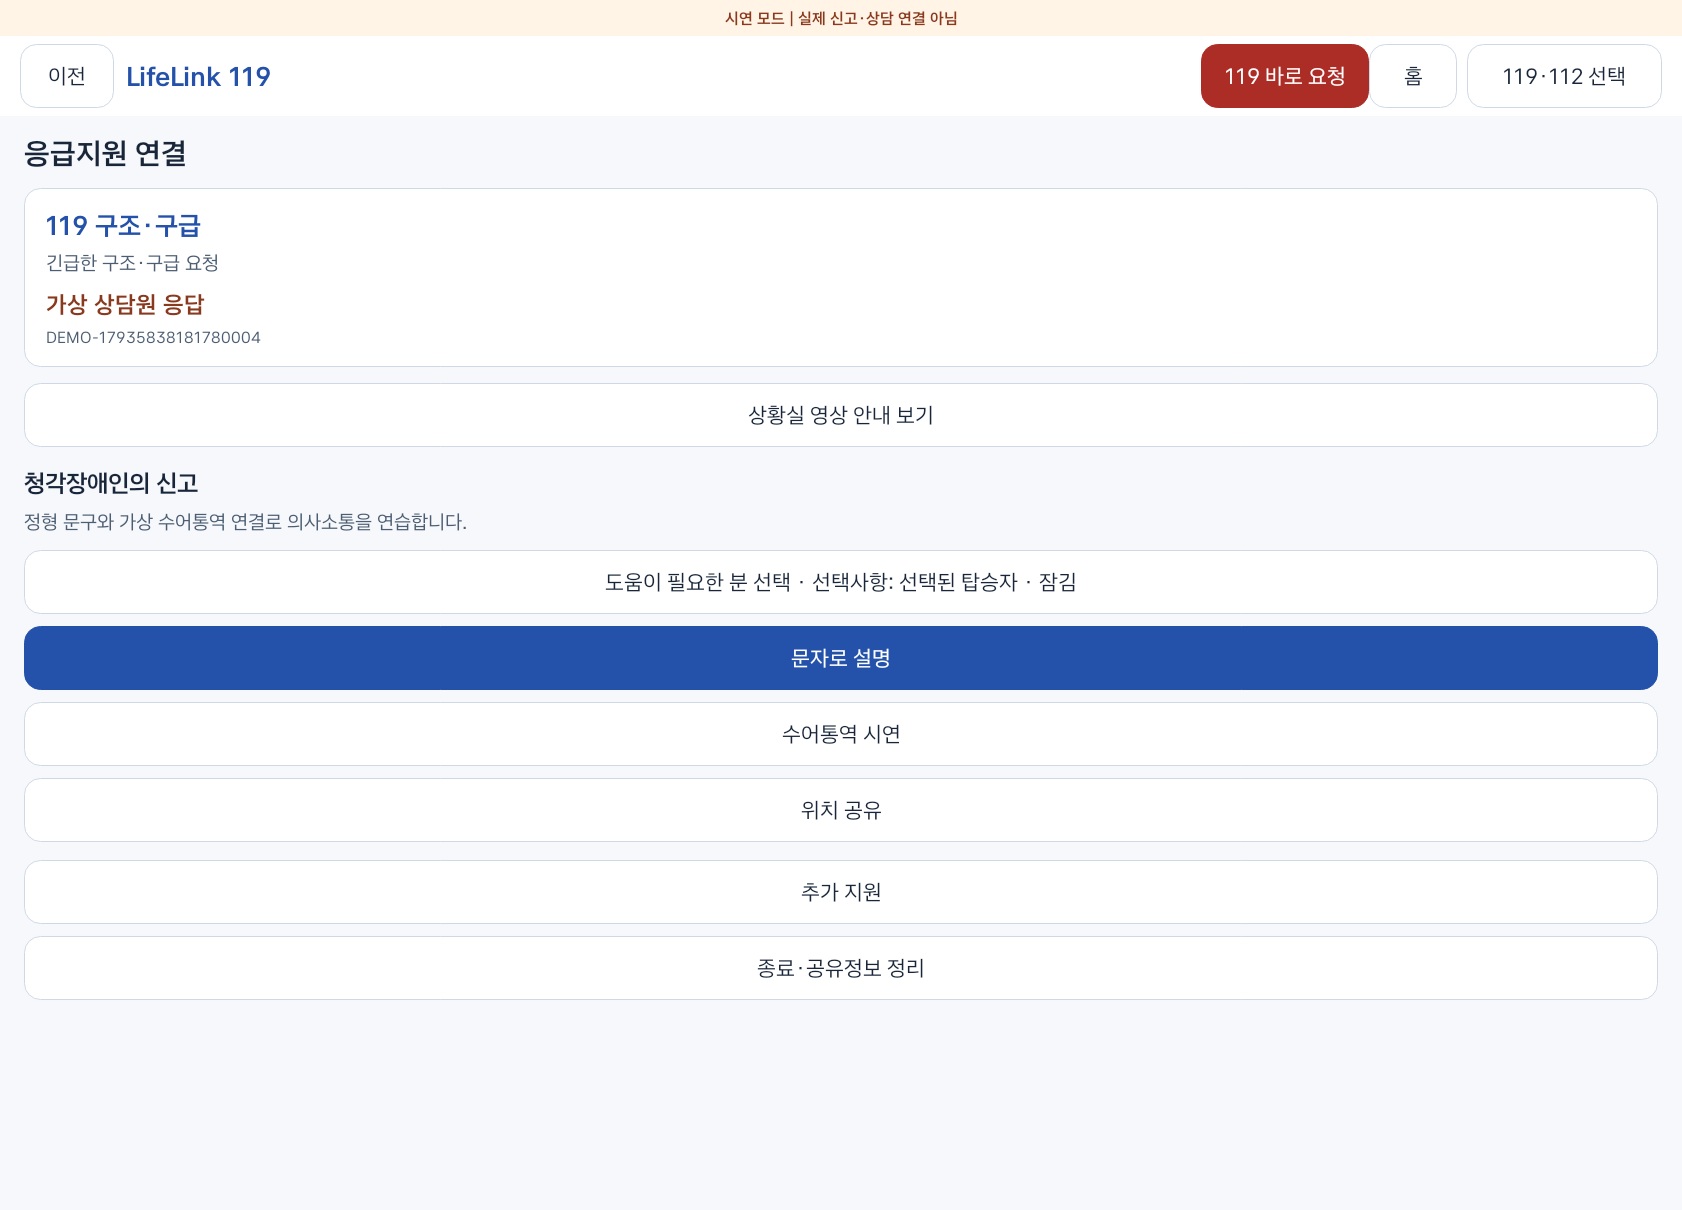 시연 모드 | 실제 신고·상담 연결 아님
이전
LifeLink 119
119 바로 요청
홈
119·112 선택
응급지원 연결
119 구조·구급
긴급한 구조·구급 요청
가상 상담원 응답
DEMO-17935838181780004
상황실 영상 안내 보기
청각장애인의 신고
정형 문구와 가상 수어통역 연결로 의사소통을 연습합니다.
도움이 필요한 분 선택 · 선택사항: 선택된 탑승자 · 잠김
문자로 설명
수어통역 시연
위치 공유
추가 지원
종료·공유정보 정리